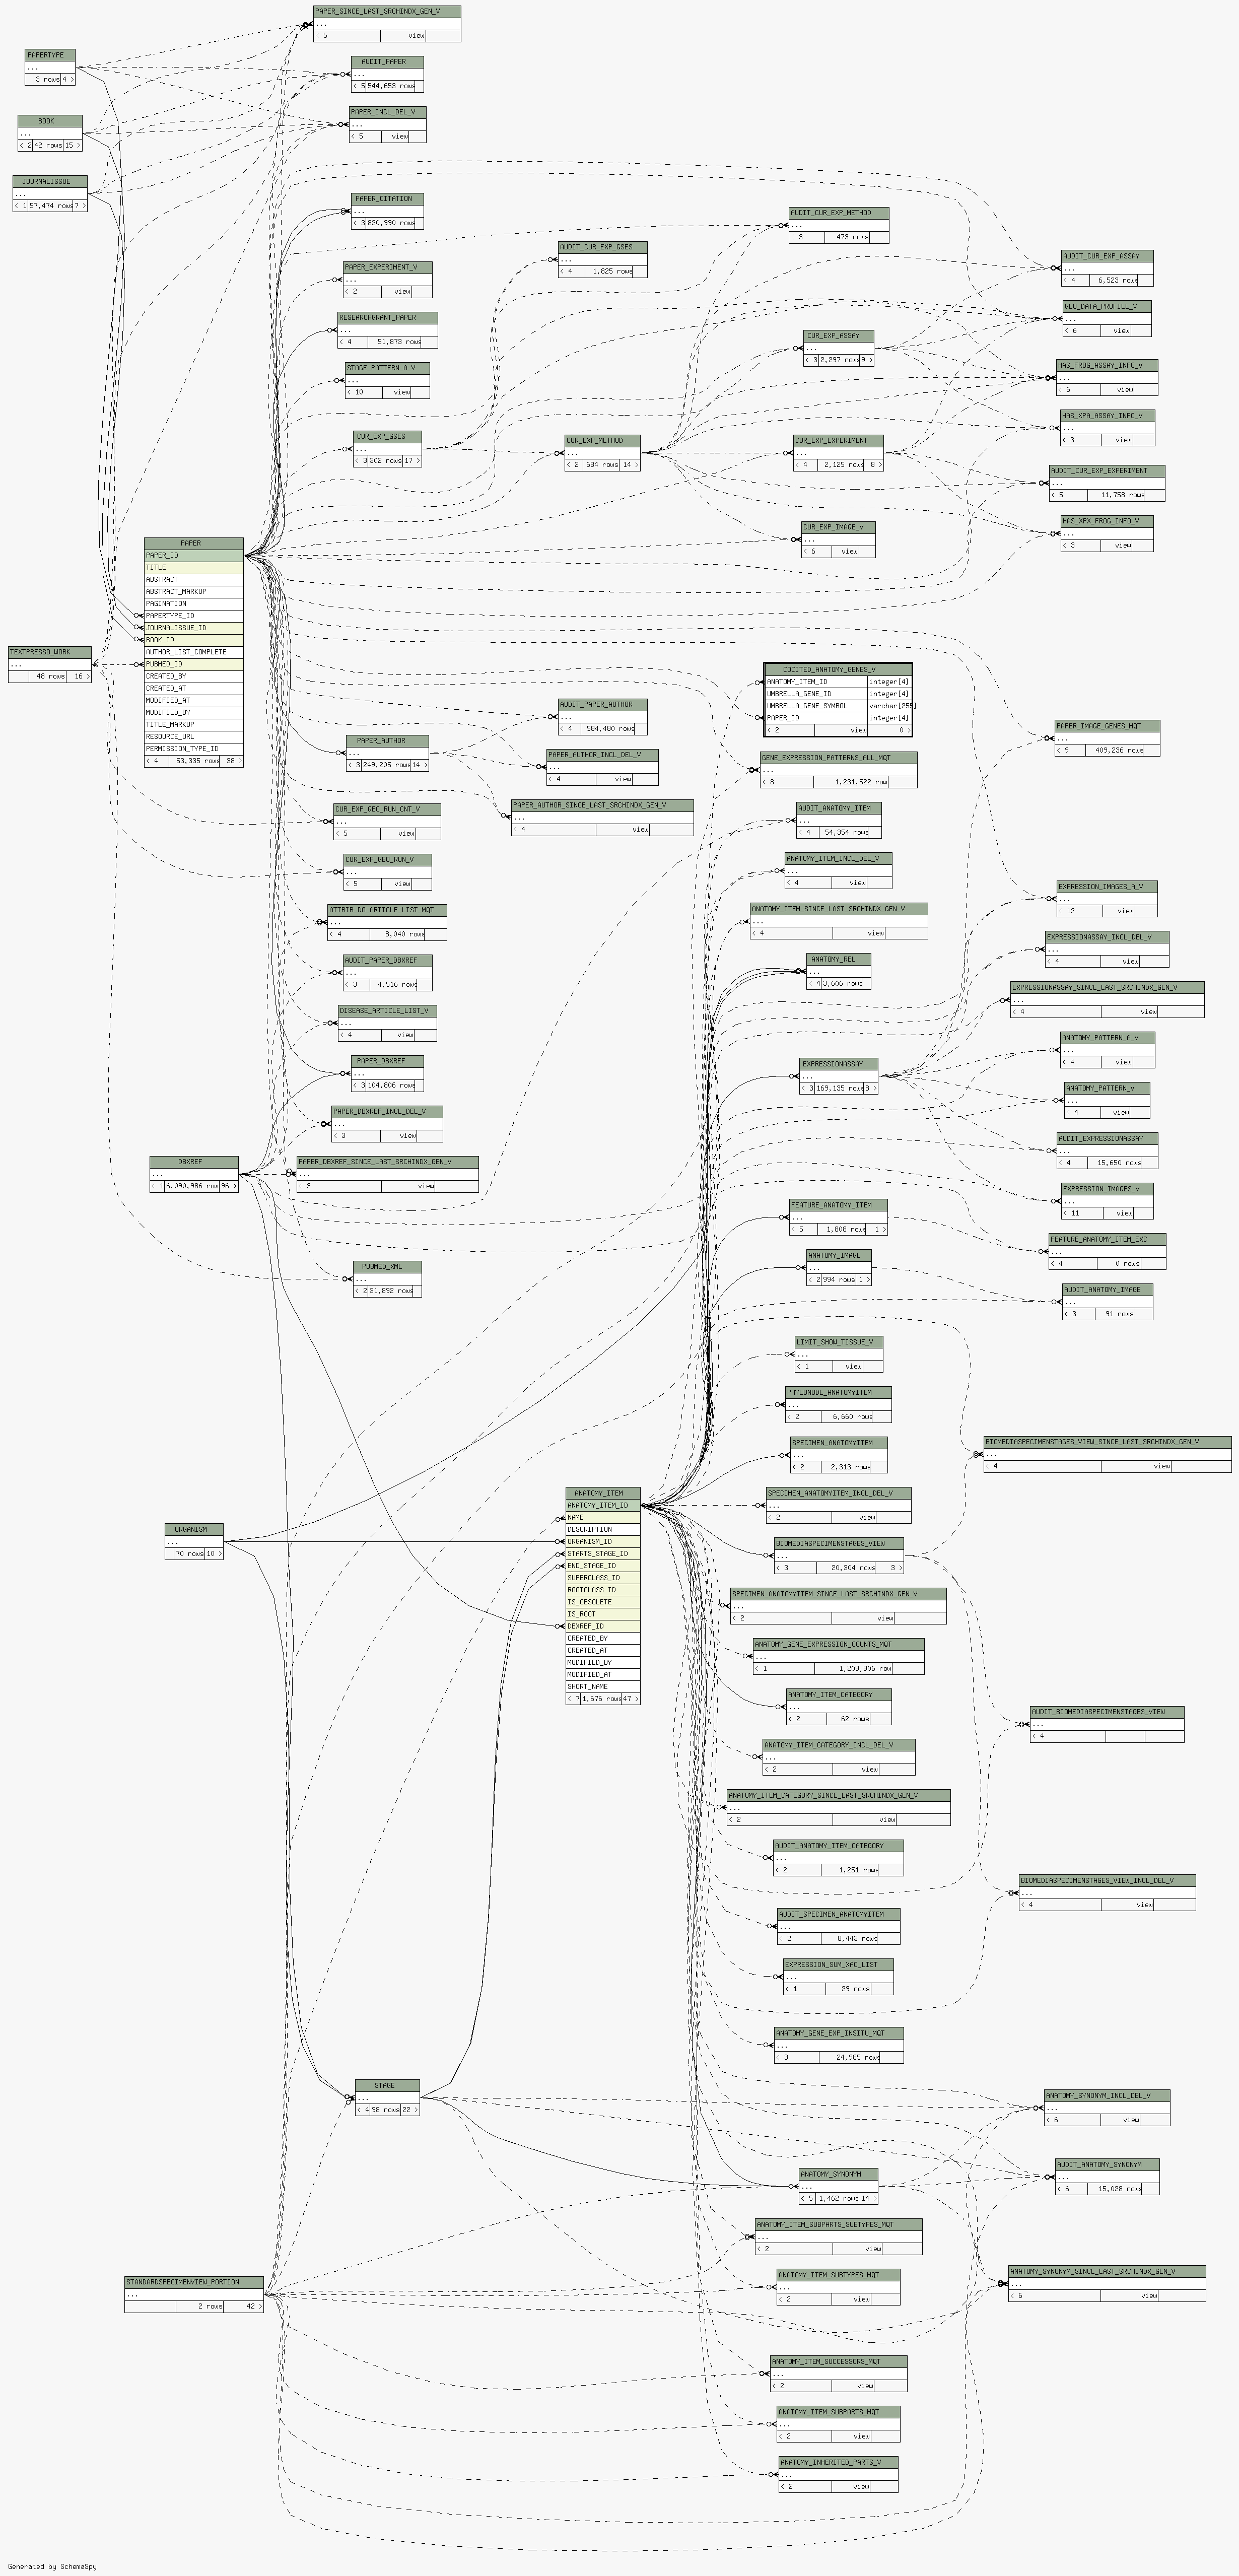 PAPER_SINCE_LAST_SRCHINDX_GEN_V
...
< 5 view
PAPERTYPE
...
3 rows 4 >
AUDIT_PAPER
...
< 5 544,653 rows
BOOK
...
< 2 42 rows 15 >
PAPER_INCL_DEL_V
...
< 5 view
JOURNALISSUE
...
< 1 57,474 rows 7 >
PAPER_CITATION
...
< 3 820,990 rows
AUDIT_CUR_EXP_METHOD
...
< 3 473 rows
AUDIT_CUR_EXP_GSES
...
< 4 1,825 rows
AUDIT_CUR_EXP_ASSAY
...
< 4 6,523 rows
PAPER_EXPERIMENT_V
...
< 2 view
GEO_DATA_PROFILE_V
...
< 6 view
RESEARCHGRANT_PAPER
...
< 4 51,873 rows
CUR_EXP_ASSAY
...
< 3 2,297 rows 9 >
STAGE_PATTERN_A_V
...
< 10 view
HAS_FROG_ASSAY_INFO_V
...
< 6 view
HAS_XPA_ASSAY_INFO_V
...
< 3 view
CUR_EXP_GSES
...
< 3 302 rows 17 >
CUR_EXP_METHOD
...
< 2 684 rows 14 >
CUR_EXP_EXPERIMENT
...
< 4 2,125 rows 8 >
AUDIT_CUR_EXP_EXPERIMENT
...
< 5 11,758 rows
HAS_XPX_FROG_INFO_V
...
< 3 view
CUR_EXP_IMAGE_V
...
< 6 view
PAPER
PAPER_ID
TITLE
ABSTRACT
ABSTRACT_MARKUP
PAGINATION
PAPERTYPE_ID
JOURNALISSUE_ID
BOOK_ID
AUTHOR_LIST_COMPLETE
PUBMED_ID
CREATED_BY
CREATED_AT
MODIFIED_AT
MODIFIED_BY
TITLE_MARKUP
RESOURCE_URL
PERMISSION_TYPE_ID
< 4 53,335 rows 38 >
TEXTPRESSO_WORK
...
48 rows 16 >
COCITED_ANATOMY_GENES_V
ANATOMY_ITEM_ID integer[4]
UMBRELLA_GENE_ID integer[4]
UMBRELLA_GENE_SYMBOL varchar[255]
PAPER_ID integer[4]
< 2 view 0 >
AUDIT_PAPER_AUTHOR
...
< 4 584,480 rows
PAPER_IMAGE_GENES_MQT
...
< 9 409,236 rows
PAPER_AUTHOR
...
< 3 249,205 rows 14 >
PAPER_AUTHOR_INCL_DEL_V
...
< 4 view
GENE_EXPRESSION_PATTERNS_ALL_MQT
...
< 8 1,231,522 row
PAPER_AUTHOR_SINCE_LAST_SRCHINDX_GEN_V
...
< 4 view
CUR_EXP_GEO_RUN_CNT_V
...
< 5 view
AUDIT_ANATOMY_ITEM
...
< 4 54,354 rows
CUR_EXP_GEO_RUN_V
...
< 5 view
ANATOMY_ITEM_INCL_DEL_V
...
< 4 view
EXPRESSION_IMAGES_A_V
...
< 12 view
ATTRIB_DO_ARTICLE_LIST_MQT
...
< 4 8,040 rows
ANATOMY_ITEM_SINCE_LAST_SRCHINDX_GEN_V
...
< 4 view
EXPRESSIONASSAY_INCL_DEL_V
...
< 4 view
AUDIT_PAPER_DBXREF
...
< 3 4,516 rows
ANATOMY_REL
...
< 4 3,606 rows
EXPRESSIONASSAY_SINCE_LAST_SRCHINDX_GEN_V
...
< 4 view
DISEASE_ARTICLE_LIST_V
...
< 4 view
ANATOMY_PATTERN_A_V
...
< 4 view
PAPER_DBXREF
...
< 3 104,806 rows
EXPRESSIONASSAY
...
< 3 169,135 rows 8 >
ANATOMY_PATTERN_V
...
< 4 view
PAPER_DBXREF_INCL_DEL_V
...
< 3 view
AUDIT_EXPRESSIONASSAY
...
< 4 15,650 rows
DBXREF
...
< 1 6,090,986 row 96 >
PAPER_DBXREF_SINCE_LAST_SRCHINDX_GEN_V
...
< 3 view
EXPRESSION_IMAGES_V
...
< 11 view
FEATURE_ANATOMY_ITEM
...
< 5 1,808 rows 1 >
FEATURE_ANATOMY_ITEM_EXC
...
< 4 0 rows
ANATOMY_IMAGE
...
< 2 994 rows 1 >
PUBMED_XML
...
< 2 31,892 rows
AUDIT_ANATOMY_IMAGE
...
< 3 91 rows
LIMIT_SHOW_TISSUE_V
...
< 1 view
PHYLONODE_ANATOMYITEM
...
< 2 6,660 rows
SPECIMEN_ANATOMYITEM
...
< 2 2,313 rows
BIOMEDIASPECIMENSTAGES_VIEW_SINCE_LAST_SRCHINDX_GEN_V
...
< 4 view
SPECIMEN_ANATOMYITEM_INCL_DEL_V
...
< 2 view
ORGANISM
...
70 rows 10 >
ANATOMY_ITEM
ANATOMY_ITEM_ID
NAME
DESCRIPTION
ORGANISM_ID
STARTS_STAGE_ID
END_STAGE_ID
SUPERCLASS_ID
ROOTCLASS_ID
IS_OBSOLETE
IS_ROOT
DBXREF_ID
CREATED_BY
CREATED_AT
MODIFIED_BY
MODIFIED_AT
SHORT_NAME
< 7 1,676 rows 47 >
BIOMEDIASPECIMENSTAGES_VIEW
...
< 3 20,304 rows 3 >
SPECIMEN_ANATOMYITEM_SINCE_LAST_SRCHINDX_GEN_V
...
< 2 view
ANATOMY_GENE_EXPRESSION_COUNTS_MQT
...
< 1 1,209,906 row
ANATOMY_ITEM_CATEGORY
...
< 2 62 rows
AUDIT_BIOMEDIASPECIMENSTAGES_VIEW
...
< 4
ANATOMY_ITEM_CATEGORY_INCL_DEL_V
...
< 2 view
ANATOMY_ITEM_CATEGORY_SINCE_LAST_SRCHINDX_GEN_V
...
< 2 view
AUDIT_ANATOMY_ITEM_CATEGORY
...
< 2 1,251 rows
BIOMEDIASPECIMENSTAGES_VIEW_INCL_DEL_V
...
< 4 view
AUDIT_SPECIMEN_ANATOMYITEM
...
< 2 8,443 rows
EXPRESSION_SUM_XAO_LIST
...
< 1 29 rows
ANATOMY_GENE_EXP_INSITU_MQT
...
< 3 24,985 rows
STAGE
...
< 4 98 rows 22 >
ANATOMY_SYNONYM_INCL_DEL_V
...
< 6 view
AUDIT_ANATOMY_SYNONYM
...
< 6 15,028 rows
ANATOMY_SYNONYM
...
< 5 1,462 rows 14 >
ANATOMY_ITEM_SUBPARTS_SUBTYPES_MQT
...
< 2 view
STANDARDSPECIMENVIEW_PORTION
...
2 rows 42 >
ANATOMY_ITEM_SUBTYPES_MQT
...
< 2 view
ANATOMY_SYNONYM_SINCE_LAST_SRCHINDX_GEN_V
...
< 6 view
ANATOMY_ITEM_SUCCESSORS_MQT
...
< 2 view
ANATOMY_ITEM_SUBPARTS_MQT
...
< 2 view
ANATOMY_INHERITED_PARTS_V
...
< 2 view
Generated by SchemaSpy